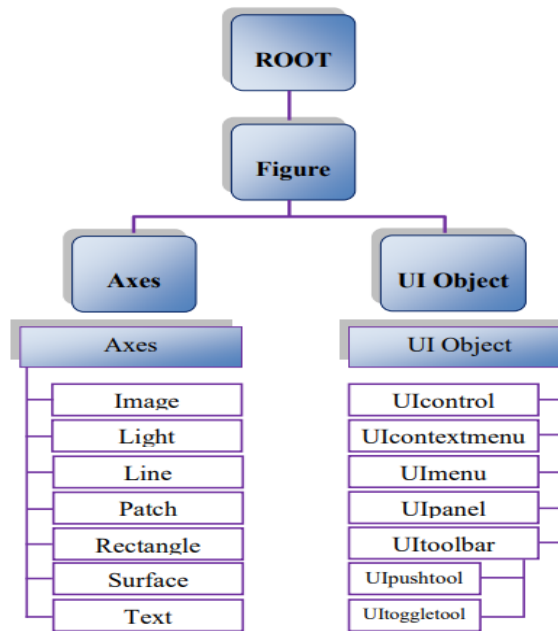 ROOT
Figure
Axes
UI Object
Axes
Image
Light
Line
Patch
Rectangle
Surface
Text
UI Object
UIcontrol
UIcontextmenu
UImenu
UIpanel
UItoolbar
UIpushtool
UItoggletool